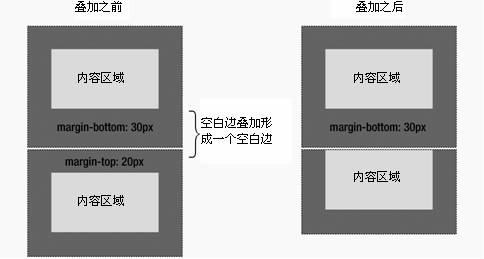 叠加之前
叠加之后
内容区域
margin-bottom: 30px
margin-top: 20px
内容区域
空白边叠加形
成一个空白边
内容区域
margin-bottom: 30px
内容区域